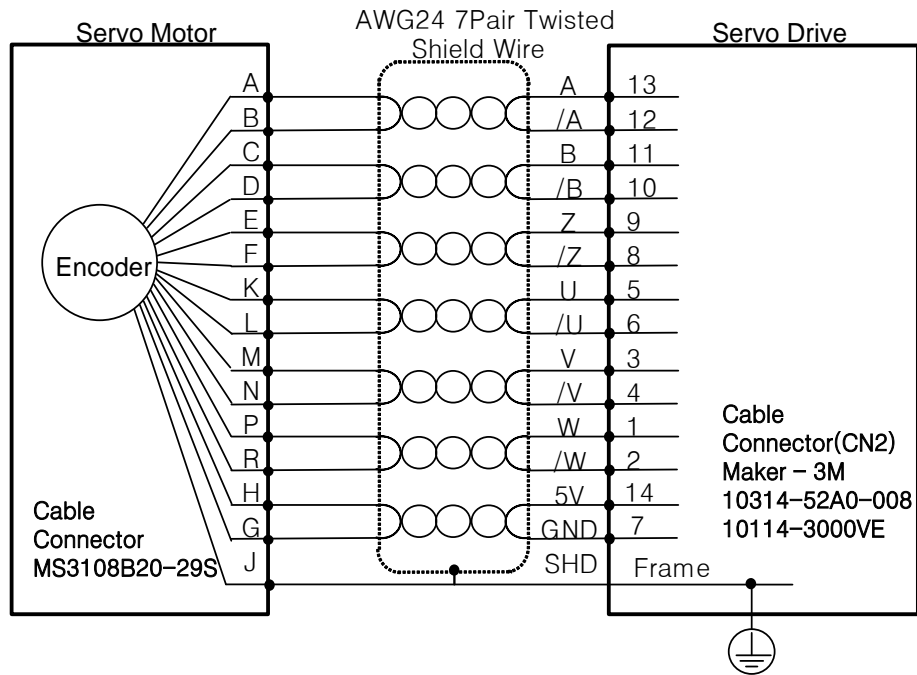 AWG24 7Pair Twisted
Shield Wire
Servo Motor
Servo Drive
A A 13
B /A 12
C B 11
D /B 10
E Z 9
F /Z 8
K U 5
L /U 6
M V 3
N /V 4
P W 1
R /W 2
H 5V 14
G GND 7
J SHD Frame
Encoder
Cable
Connector
MS3108B20-29S
Cable
Connector(CN2)
Maker - 3M
10314-52A0-008
10114-3000VE